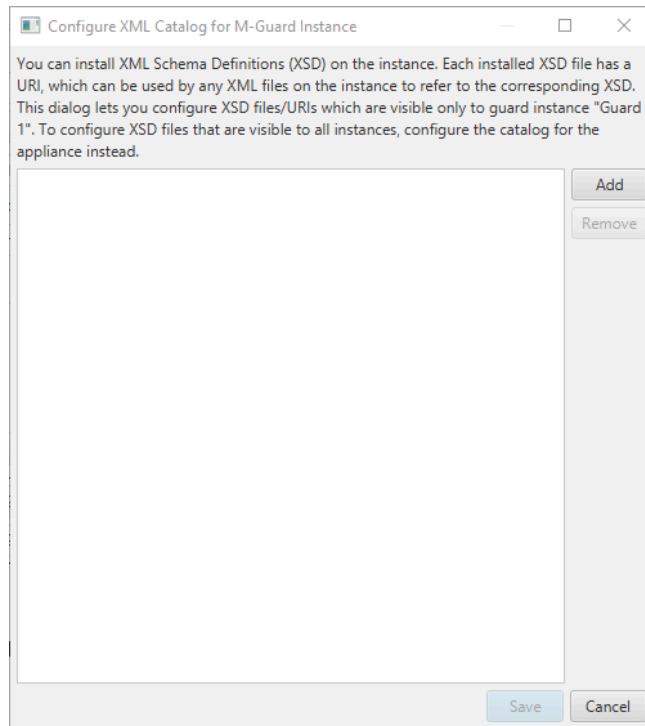 Configure XML Catalog for M-Guard Instance
You can install XML Schema Definitions (XSD) on the instance. Each installed XSD file has a
URI, which can be used by any XML files on the instance to refer to the corresponding XSD.
This dialog lets you configure XSD files/URIs which are visible only to guard instance "Guard
1". To configure XSD files that are visible to all instances, configure the catalog for the
appliance instead.
Add
Remove
Save
Cancel